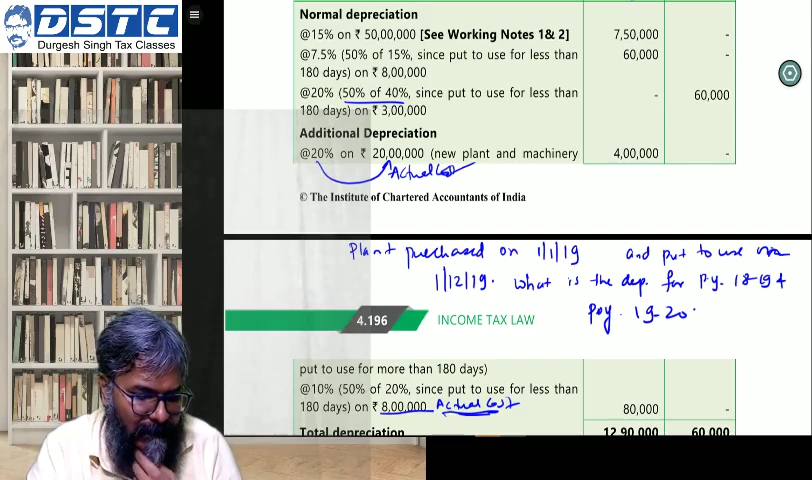 DSTC
Durgesh Singh Tax Classes
Normal depreciation
@15% on ₹ 50,00,000 [See Working Notes 1& 2] 7,50,000 -
@7.5% (50% of 15%, since put to use for less than 60,000 -
180 days) on ₹ 8,00,000
@20% (50% of 40%, since put to use for less than - 60,000
180 days) on ₹ 3,00,000
Additional Depreciation
@20% on ₹ 20,00,000 (new plant and machinery 4,00,000 -
Actual Cost
© The Institute of Chartered Accountants of India
Plant purchased on 1/1/19 and put to use on
1/12/19. What is the dep. for P.y. 18-19 +
P.y. 19-20.
4.196 INCOME TAX LAW
put to use for more than 180 days)
@10% (50% of 20%, since put to use for less than
180 days) on ₹ 8,00,000 Actual Cost 80,000 -
Total depreciation 12,90,000 60,000